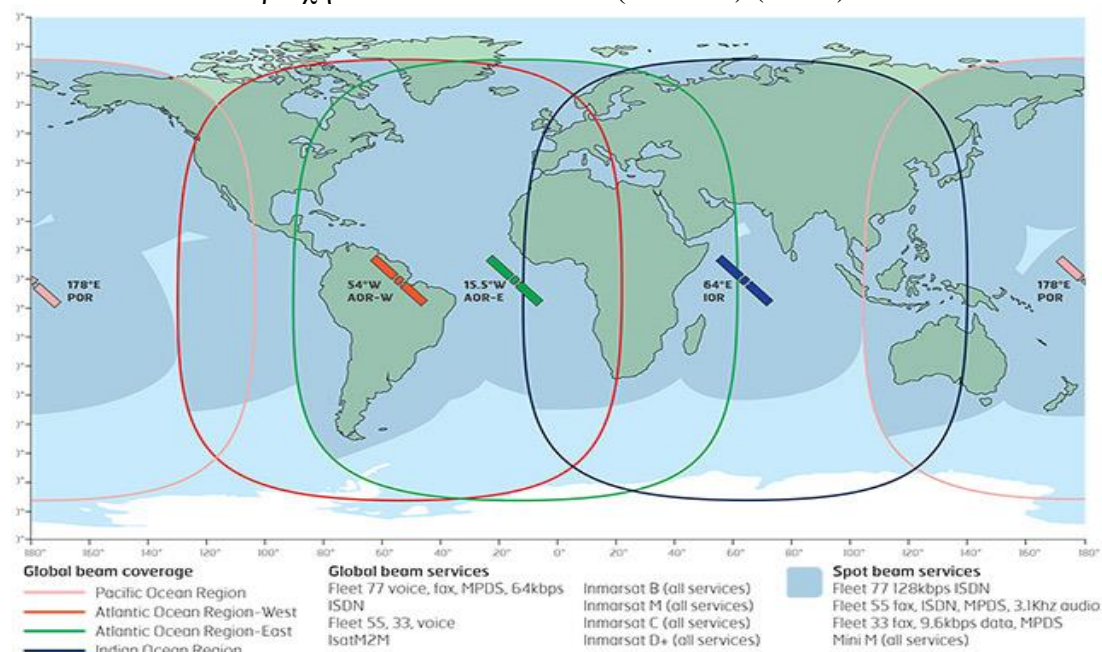 178°E
POR
54°W
AOR-W
15.5°W
AOR-E
64°E
IOR
178°E
POR
180° 160° 140° 120° 100° 80° 60° 40° 20° 0° 20° 40° 60° 80° 100° 120° 140° 160° 180°
Global beam coverage
Pacific Ocean Region
Atlantic Ocean Region-West
Atlantic Ocean Region-East
Indian Ocean Region
Global beam services
Fleet 77 voice, fax, MPDS, 64kbps
ISDN
Fleet 55, 33, voice
IsatM2M
Inmarsat B (all services)
Inmarsat M (all services)
Inmarsat C (all services)
Inmarsat D+ (all services)
Spot beam services
Fleet 77 128kbps ISDN
Fleet 55 fax, ISDN, MPDS, 3.1Khz audio
Fleet 33 fax, 9.6kbps data, MPDS
Mini M (all services)